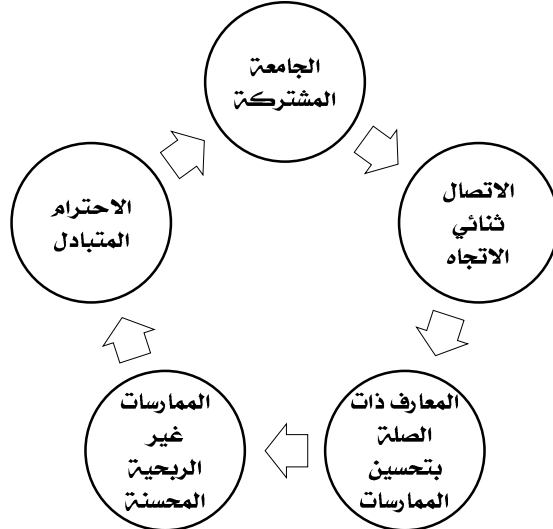 الجامعة
المشتركة
الاتصال
ثنائي
الاتجاه
المعارف ذات
الصلة
بتحسين
الممارسات
الممارسات
غير
الربحية
المحسنة
الاحترام
المتبادل